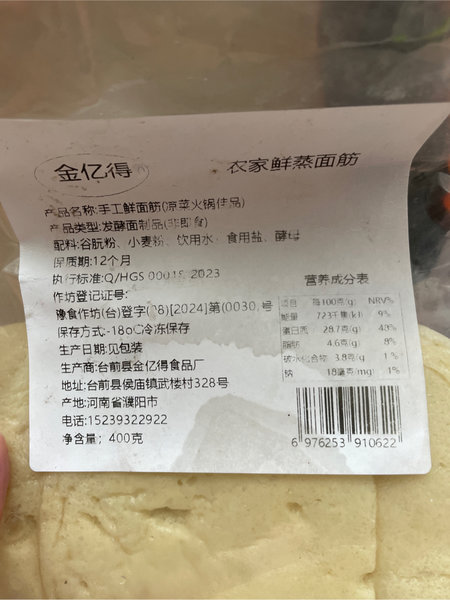 金亿得
农家鲜蒸面筋
产品名称:手工鲜面筋(凉菜火锅佳品)
产品类型:发酵面制品(非即食)
配料:谷朊粉、小麦粉、饮用水、食用盐、酵母
保质期:12个月
执行标准:Q/HGS 0001S 2023
作坊登记证号:
豫食作坊(台)登字(08)[2024]第(0030)号
保存方式:-18oC冷冻保存
生产日期:见包装
生产商:台前县金亿得食品厂
地址:台前县侯庙镇武楼村328号
产地:河南省濮阳市
电话:15239322922
净含量: 400克
营养成分表
项目 每100克(g) NRV%
能量 723千焦(kJ) 9%
蛋白质 28.7克(g) 48%
脂肪 4.6克(g) 8%
碳水化合物 3.8克(g) 1%
钠 18毫克(mg) 1%
6 976253 910622